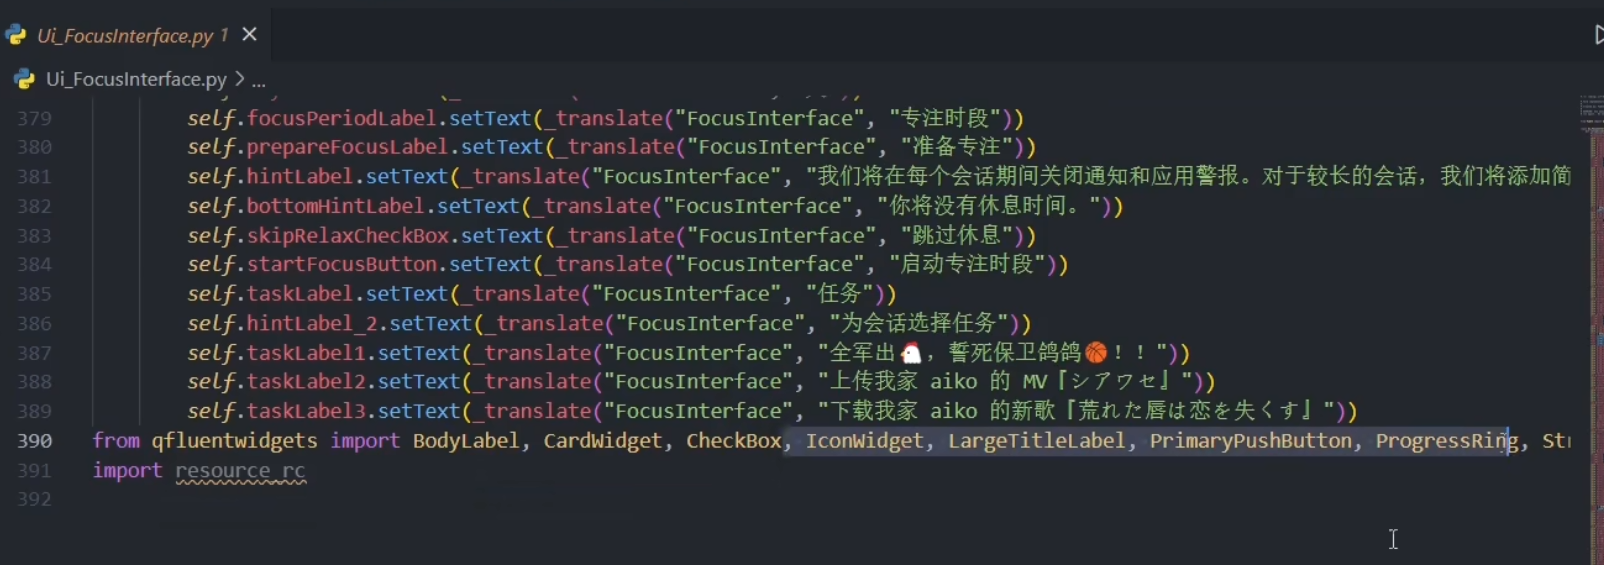 Ui_FocusInterface.py 1
Ui_FocusInterface.py > ...
379 self.focusPeriodLabel.setText(_translate("FocusInterface", "专注时段"))
380 self.prepareFocusLabel.setText(_translate("FocusInterface", "准备专注"))
381 self.hintLabel.setText(_translate("FocusInterface", "我们将在每个会话期间关闭通知和应用警报。对于较长的会话，我们将添加简
382 self.bottomHintLabel.setText(_translate("FocusInterface", "你将没有休息时间。"))
383 self.skipRelaxCheckBox.setText(_translate("FocusInterface", "跳过休息"))
384 self.startFocusButton.setText(_translate("FocusInterface", "启动专注时段"))
385 self.taskLabel.setText(_translate("FocusInterface", "任务"))
386 self.hintLabel_2.setText(_translate("FocusInterface", "为会话选择任务"))
387 self.taskLabel1.setText(_translate("FocusInterface", "全军出🐔，誓死保卫鸽鸽🏀！！"))
388 self.taskLabel2.setText(_translate("FocusInterface", "上传我家 aiko 的 MV『シアワセ』"))
389 self.taskLabel3.setText(_translate("FocusInterface", "下载我家 aiko 的新歌『荒れた唇は恋を失くす』"))
390 from qfluentwidgets import BodyLabel, CardWidget, CheckBox, IconWidget, LargeTitleLabel, PrimaryPushButton, ProgressRing, Str
391 import resource_rc
392